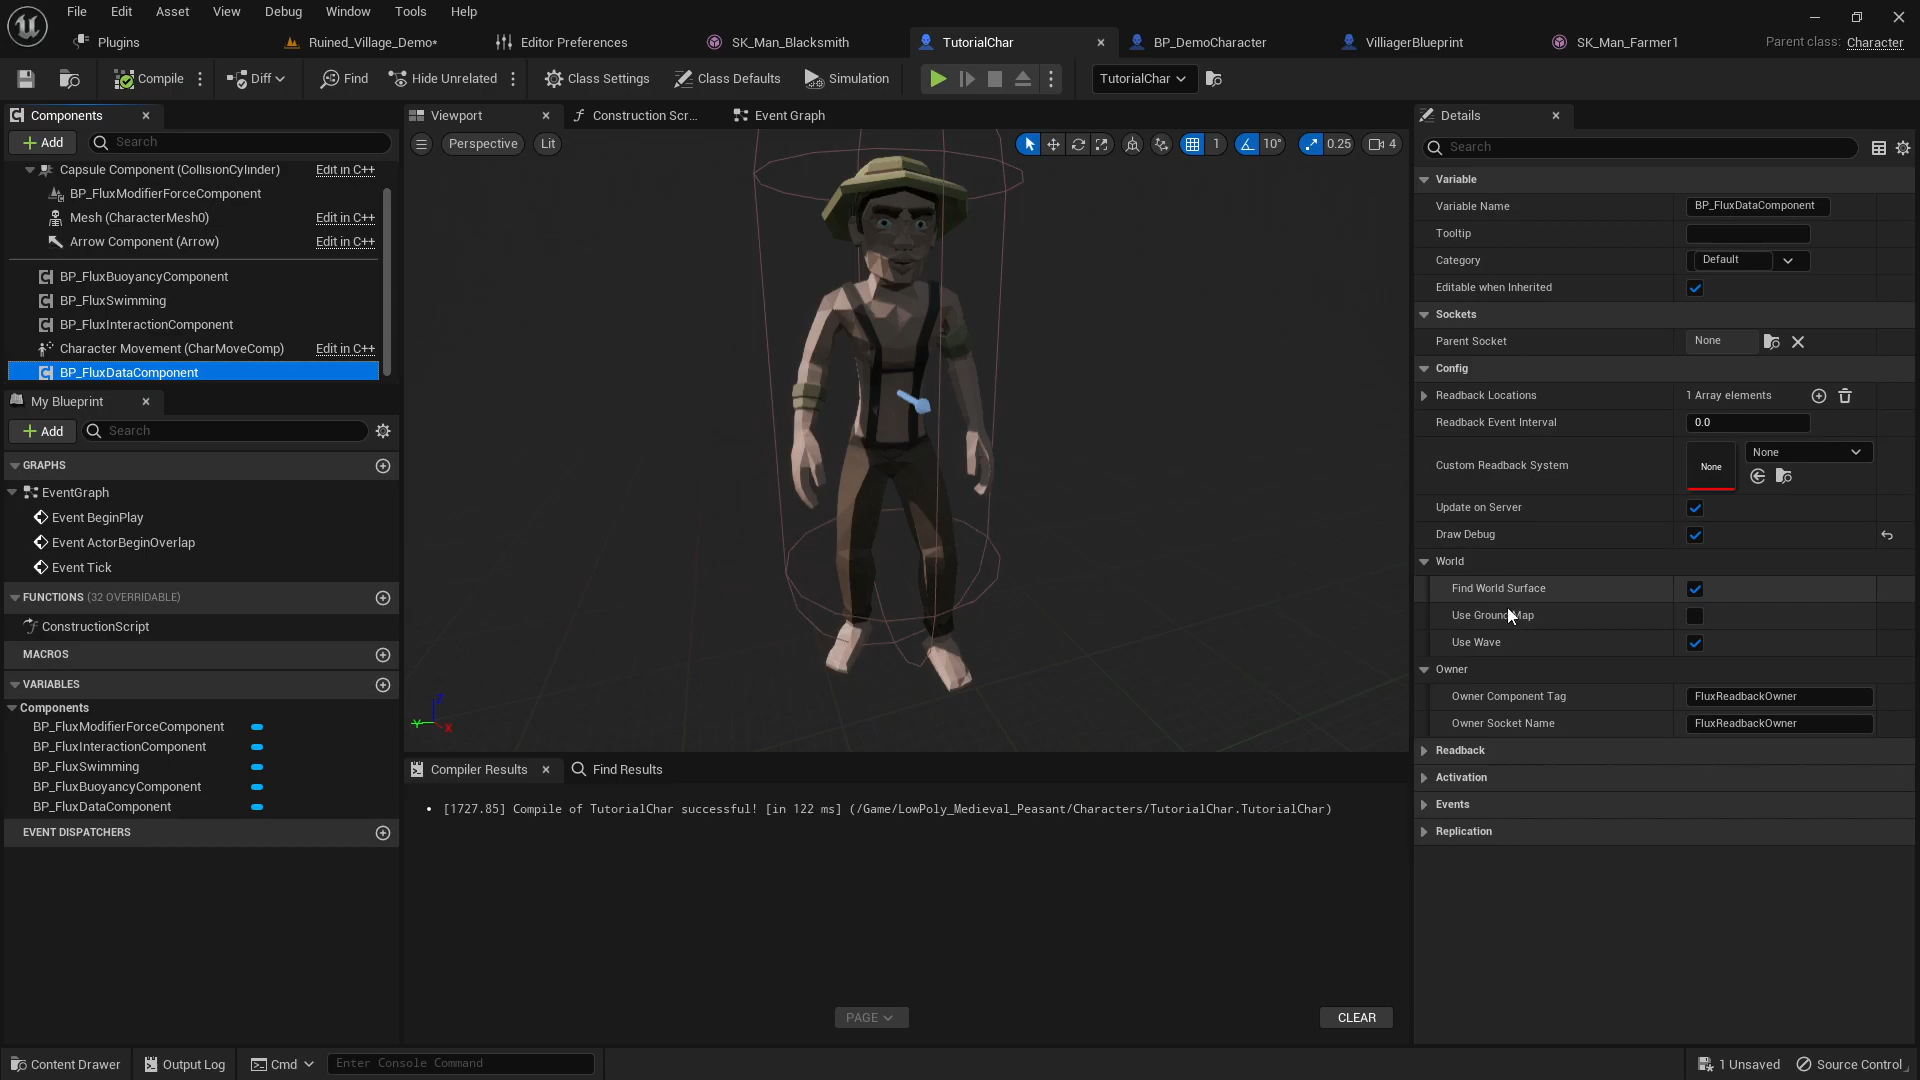 File Edit Asset View Debug Window Tools Help
Plugins Ruined_Village_Demo* Editor Preferences SK_Man_Blacksmith TutorialChar BP_DemoCharacter VilliagerBlueprint SK_Man_Farmer1 Parent class: Character
Compile Diff Find Hide Unrelated Class Settings Class Defaults Simulation TutorialChar
Components
Add Search
Capsule Component (CollisionCylinder) Edit in C++
BP_FluxModifierForceComponent
Mesh (CharacterMesh0) Edit in C++
Arrow Component (Arrow) Edit in C++
BP_FluxBuoyancyComponent
BP_FluxSwimming
BP_FluxInteractionComponent
Character Movement (CharMoveComp) Edit in C++
BP_FluxDataComponent
My Blueprint
Add Search
GRAPHS
EventGraph
Event BeginPlay
Event ActorBeginOverlap
Event Tick
FUNCTIONS (32 OVERRIDABLE)
ConstructionScript
MACROS
VARIABLES
Components
BP_FluxModifierForceComponent
BP_FluxInteractionComponent
BP_FluxSwimming
BP_FluxBuoyancyComponent
BP_FluxDataComponent
EVENT DISPATCHERS
Viewport Construction Scr... Event Graph
Perspective Lit 1 10° 0.25 4
Z
Y X
Compiler Results Find Results
• [1727.85] Compile of TutorialChar successful! [in 122 ms] (/Game/LowPoly_Medieval_Peasant/Characters/TutorialChar.TutorialChar)
PAGE CLEAR
Details
Search
Variable
Variable Name BP_FluxDataComponent
Tooltip
Category Default
Editable when Inherited
Sockets
Parent Socket None
Config
Readback Locations 1 Array elements
Readback Event Interval 0.0
Custom Readback System None None
Update on Server
Draw Debug
World
Find World Surface
Use Ground Map
Use Wave
Owner
Owner Component Tag FluxReadbackOwner
Owner Socket Name FluxReadbackOwner
Readback
Activation
Events
Replication
Content Drawer Output Log Cmd Enter Console Command 1 Unsaved Source Control